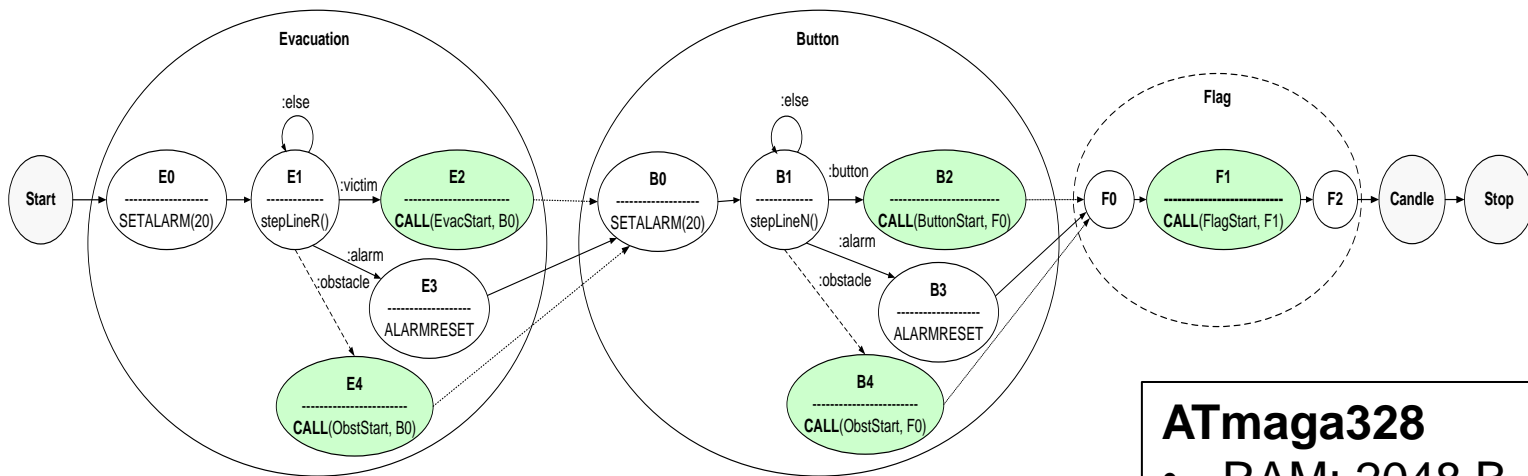 Evacuation
Button
Flag
Start
E0
--------------------
SETALARM(20)
:else
E1
-------------
stepLineR()
:victim
:alarm
:obstacle
E2
-------------------------
CALL(EvacStart, B0)
E3
-------------------
ALARMRESET
E4
------------------------
CALL(ObstStart, B0)
B0
--------------------
SETALARM(20)
:else
B1
-------------
stepLineN()
:button
:alarm
:obstacle
B2
-------------------------
CALL(ButtonStart, F0)
B3
-------------------
ALARMRESET
B4
------------------------
CALL(ObstStart, F0)
F0
F1
---------------------------
CALL(FlagStart, F1)
F2
Candle
Stop
ATmaga328
• RAM: 2048 B